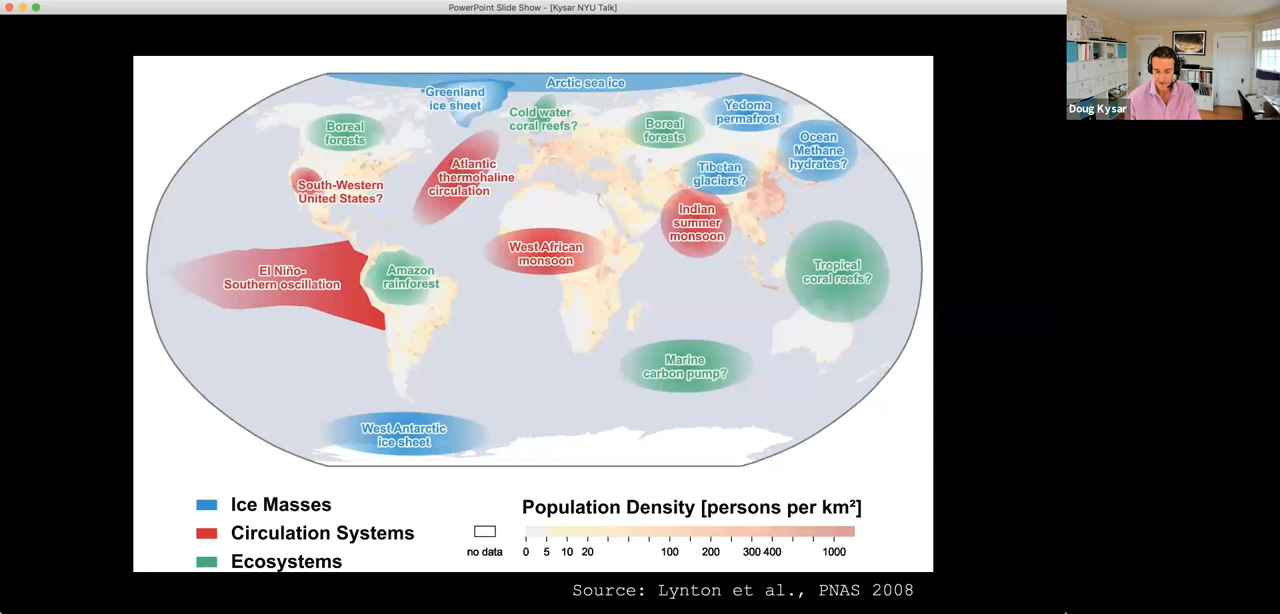 PowerPoint Slide Show - [Kysar NYU Talk]
Doug Kysar
Arctic sea ice
Greenland
ice sheet
Cold water
coral reefs?
Yedoma
permafrost
Boreal
forests
Boreal
forests
Ocean
Methane
hydrates?
Atlantic
thermohaline
circulation
Tibetan
glaciers?
South-Western
United States?
Indian
summer
monsoon
West African
monsoon
El Niño-
Southern oscillation
Amazon
rainforest
Tropical
coral reefs?
Marine
carbon pump?
West Antarctic
ice sheet
Ice Masses
Circulation Systems
Ecosystems
Population Density [persons per km²]
no data
0 5 10 20 100 200 300 400 1000
Source: Lynton et al., PNAS 2008